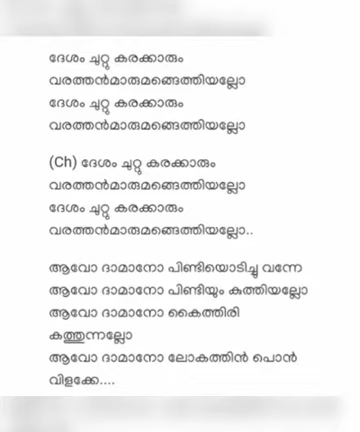 ദേശം ചുറ്റു കരക്കാരും
വരത്തൻമാരുമങ്ങെത്തിയല്ലോ
ദേശം ചുറ്റു കരക്കാരും
വരത്തൻമാരുമങ്ങെത്തിയല്ലോ
(Ch) ദേശം ചുറ്റു കരക്കാരും
വരത്തൻമാരുമങ്ങെത്തിയല്ലോ
ദേശം ചുറ്റു കരക്കാരും
വരത്തൻമാരുമങ്ങെത്തിയല്ലോ..
ആവോ ദാമാനോ പിണ്ടിയൊടിച്ചു വന്നേ
ആവോ ദാമാനോ പിണ്ടിയും കുത്തിയല്ലോ
ആവോ ദാമാനോ കൈത്തിരി
കത്തുന്നല്ലോ
ആവോ ദാമാനോ ലോകത്തിൻ പൊൻ
വിളക്കേ....